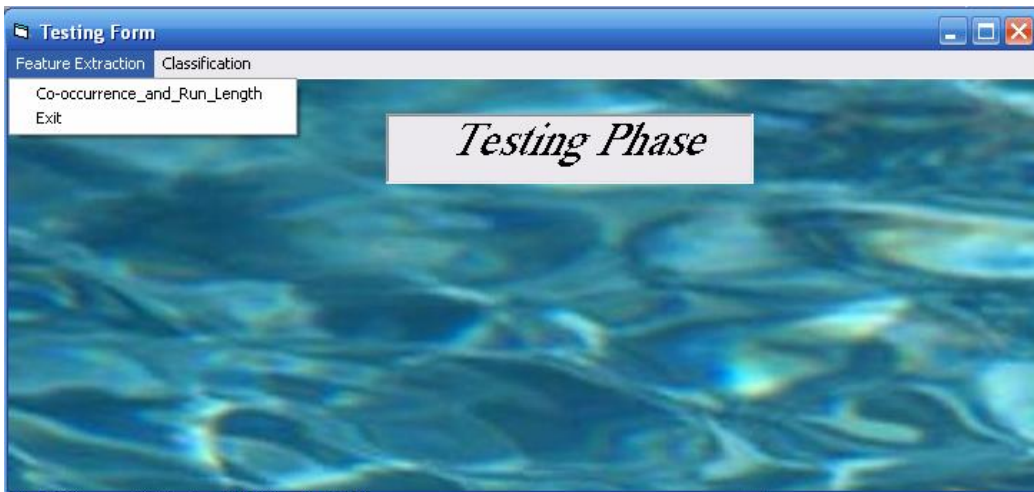 Testing Form
Feature Extraction Classification
Co-occurrence_and_Run_Length
Exit
Testing Phase